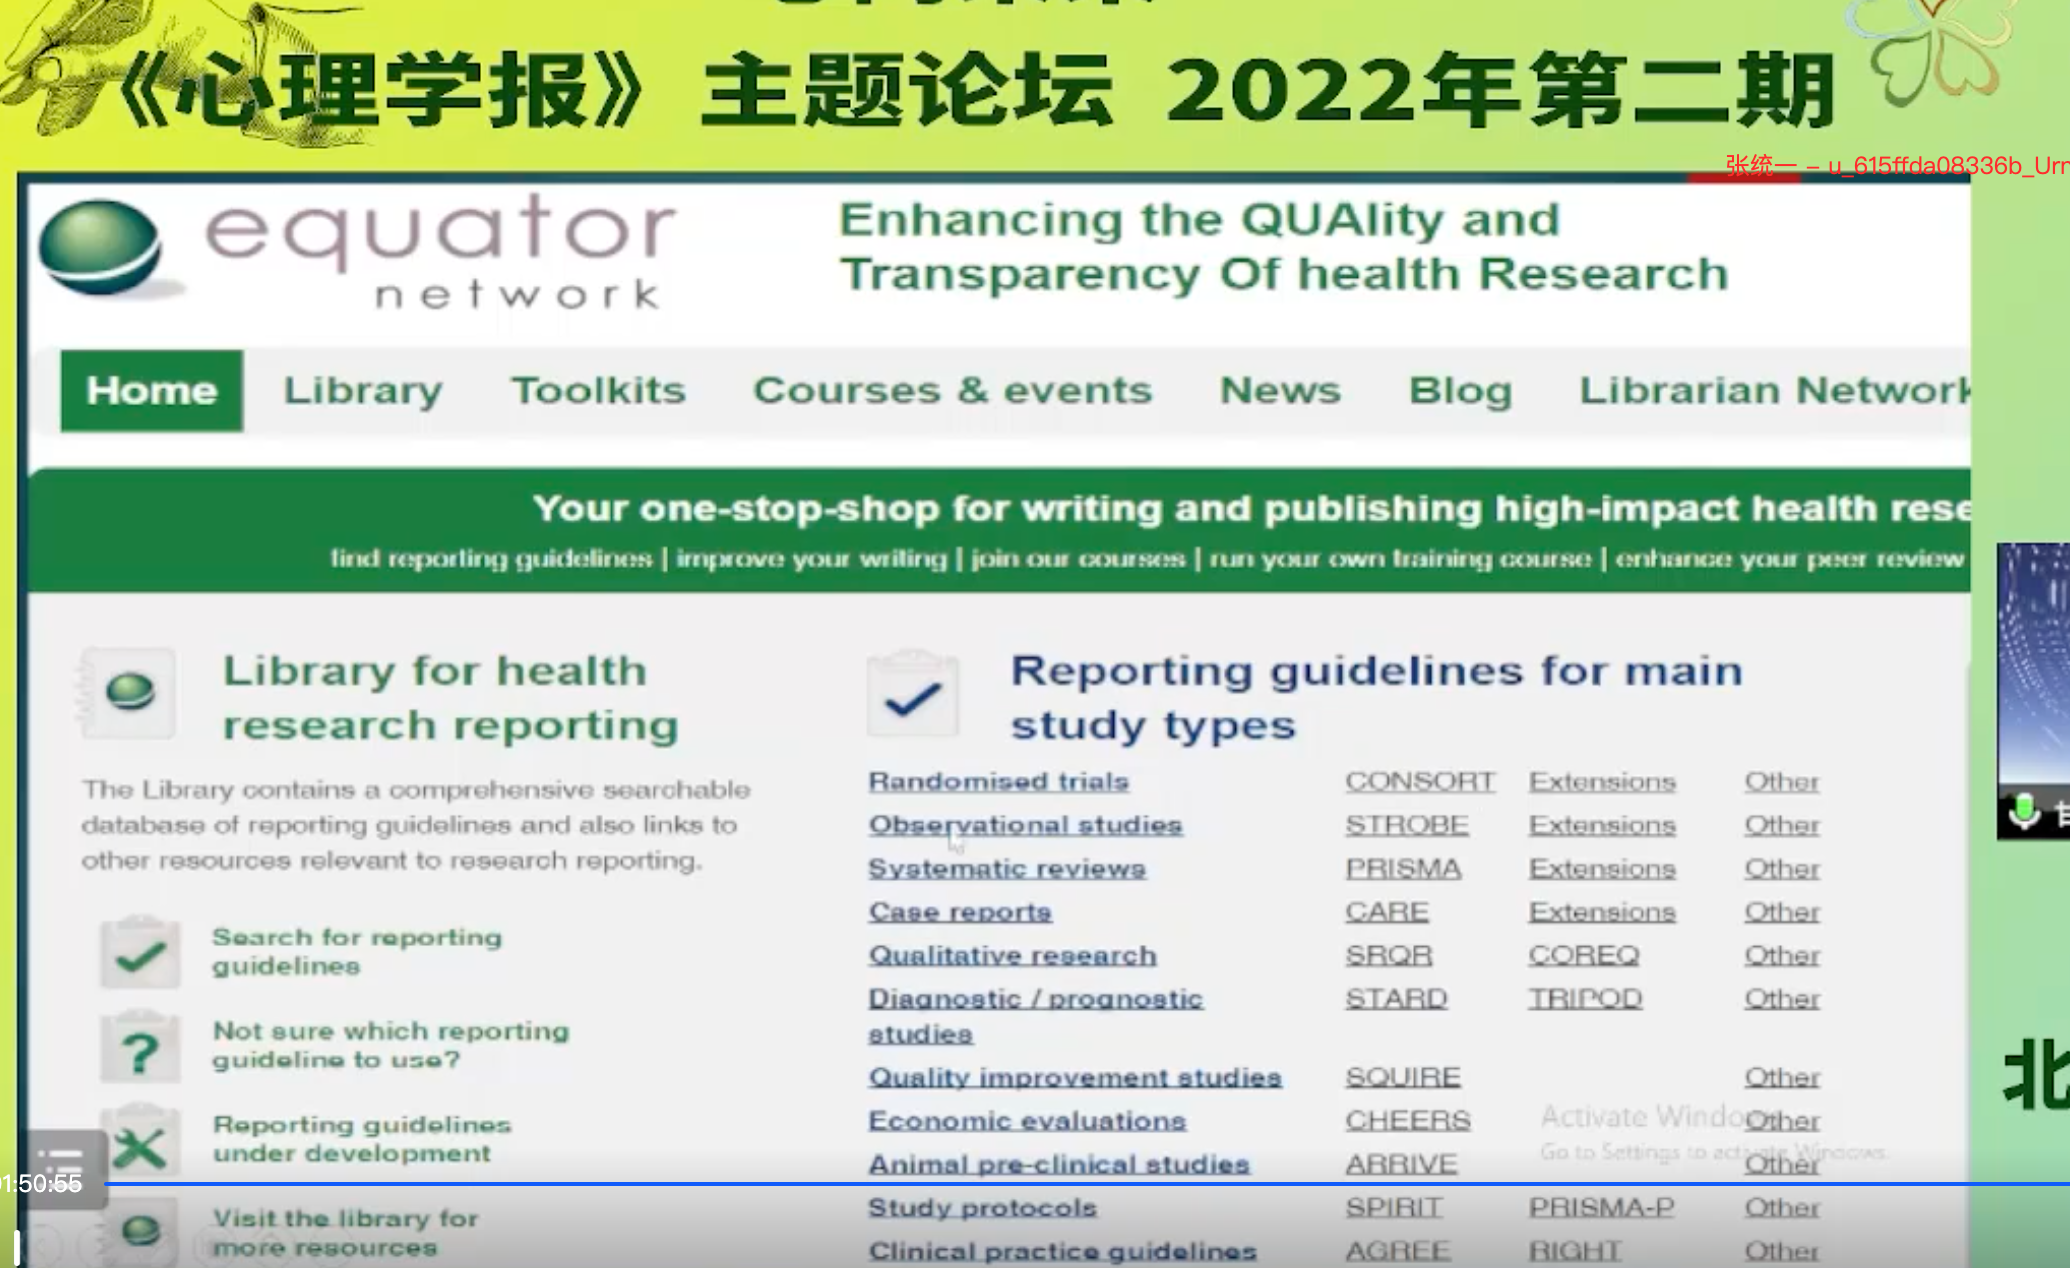 《心理学报》主题论坛 2022年第二期
张统一 – u_615ffda08336b_Urn
equator
network
Enhancing the QUAlity and
Transparency Of health Research
Home Library Toolkits Courses & events News Blog Librarian Network
Your one-stop-shop for writing and publishing high-impact health rese
find reporting guidelines | improve your writing | join our courses | run your own training course | enhance your peer review
Library for health
research reporting
The Library contains a comprehensive searchable
database of reporting guidelines and also links to
other resources relevant to research reporting.
Search for reporting
guidelines
Not sure which reporting
guideline to use?
Reporting guidelines
under development
Visit the library for
more resources
Reporting guidelines for main
study types
Randomised trials CONSORT Extensions Other
Observational studies STROBE Extensions Other
Systematic reviews PRISMA Extensions Other
Case reports CARE Extensions Other
Qualitative research SRQR COREQ Other
Diagnostic / prognostic
studies STARD TRIPOD Other
Quality improvement studies SQUIRE Other
Economic evaluations CHEERS Other
Animal pre-clinical studies ARRIVE Other
Study protocols SPIRIT PRISMA-P Other
Clinical practice guidelines AGREE RIGHT Other
Activate Windows
Go to Settings to activate Windows.
北
1:50:55